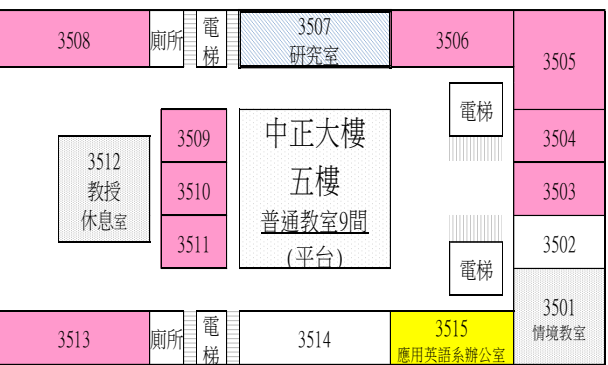 3508
廁所
電
梯
3507
研究室
3506
3505
電梯
3504
3503
3502
3501
情境教室
3512
教授
休息室
3509
3510
3511
中正大樓
五樓
普通教室9間
(平台)
電梯
3513
廁所
電
梯
3514
3515
應用英語系辦公室